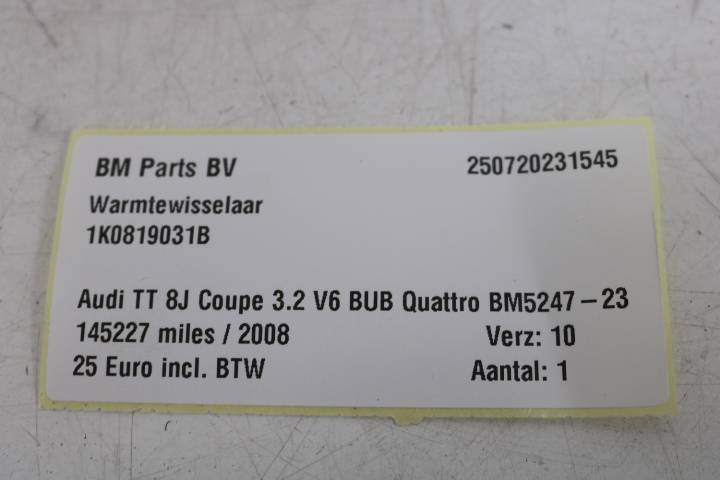 BM Parts BV 250720231545
Warmtewisselaar
1K0819031B
Audi TT 8J Coupe 3.2 V6 BUB Quattro BM5247-23
145227 miles / 2008 Verz: 10
25 Euro incl. BTW Aantal: 1